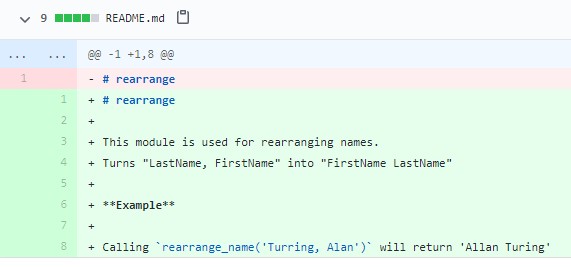 9 README.md
... ... @@ -1 +1,8 @@
1 - # rearrange
1 + # rearrange
2 +
3 + This module is used for rearranging names.
4 + Turns "LastName, FirstName" into "FirstName LastName"
5 +
6 + **Example**
7 +
8 + Calling `rearrange_name('Turring, Alan')` will return 'Allan Turing'